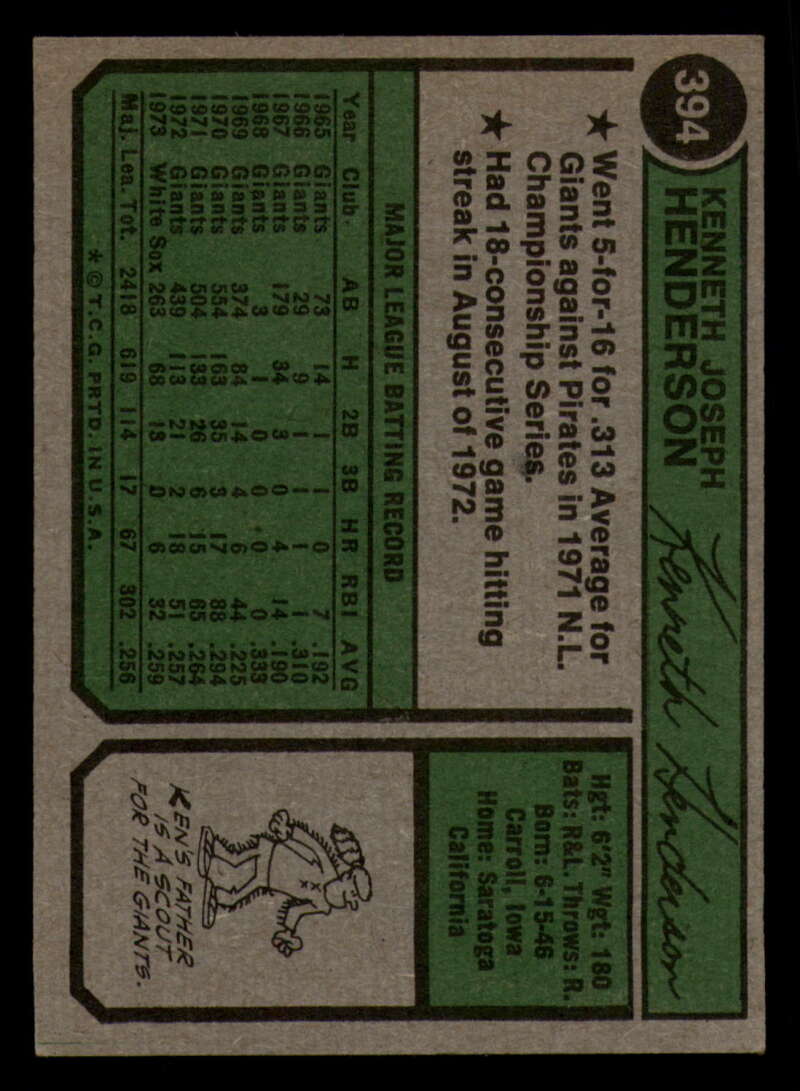 394
KENNETH JOSEPH
HENDERSON
Kenneth Henderson
★ Went 5-for-16 for .313 Average for
Giants against Pirates in 1971 N.L.
Championship Series.
★ Had 18-consecutive game hitting
streak in August of 1972.
MAJOR LEAGUE BATTING RECORD
Year Club AB H 2B 3B HR RBI AVG
1965 Giants 73 14 1 1 0 7 .192
1966 Giants 29 9 1 1 1 1 .310
1967 Giants 179 34 3 0 4 14 .190
1968 Giants 3 1 0 0 0 0 .333
1969 Giants 374 84 14 4 6 44 .225
1970 Giants 554 163 35 3 17 88 .294
1971 Giants 504 133 26 6 15 65 .264
1972 Giants 439 113 21 2 18 51 .257
1973 White Sox 263 68 13 0 6 32 .259
Maj. Lea. Tot. 2418 619 114 17 67 302 .256
* © T.C.G. PRTD. IN U.S.A.
Hgt: 6'2" Wgt: 180
Bats: R&L. Throws: R.
Born: 6-15-46
Carroll, Iowa
Home: Saratoga
California
KEN'S FATHER
IS A SCOUT
FOR THE GIANTS.